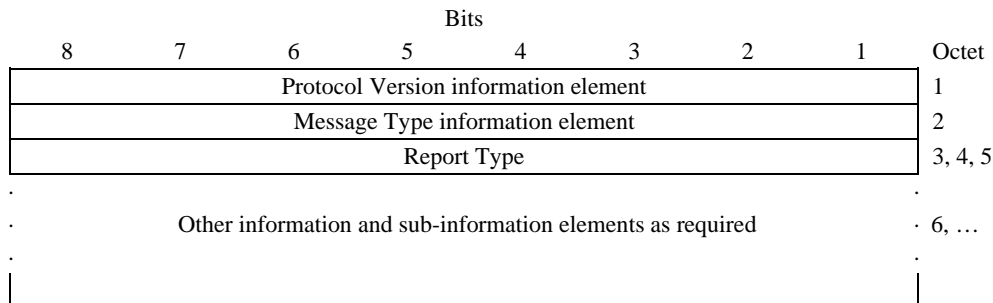 Bits
8 7 6 5 4 3 2 1 Octet
Protocol Version information element 1
Message Type information element 2
Report Type 3, 4, 5
. .
. Other information and sub-information elements as required . 6, …
. .